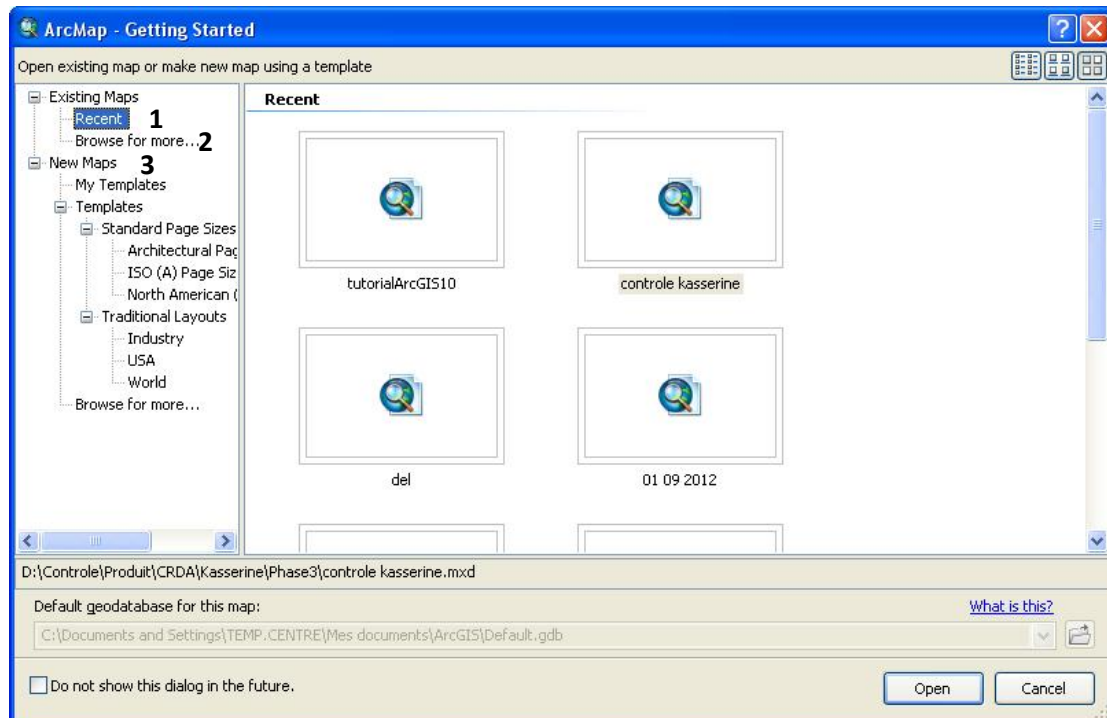 ArcMap - Getting Started
Open existing map or make new map using a template
Existing Maps
Recent 1
Browse for more... 2
New Maps 3
My Templates
Templates
Standard Page Sizes
Architectural Pag
ISO (A) Page Siz
North American (
Traditional Layouts
Industry
USA
World
Browse for more...
Recent
tutorialArcGIS10
controle kasserine
del
01 09 2012
D:\Controle\Produit\CRDA\Kasserine\Phase3\controle kasserine.mxd
Default geodatabase for this map:
What is this?
C:\Documents and Settings\TEMP.CENTRE\Mes documents\ArcGIS\Default.gdb
Do not show this dialog in the future.
Open
Cancel